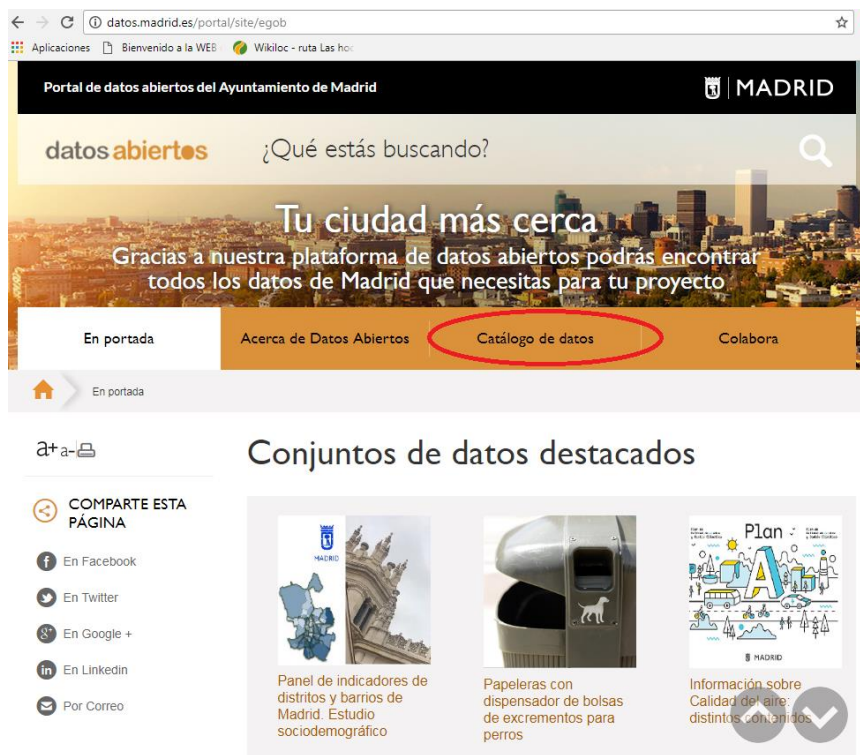 datos.madrid.es/portal/site/egob
Aplicaciones Bienvenido a la WEB Wikiloc - ruta Las hoc
Portal de datos abiertos del Ayuntamiento de Madrid
MADRID
datos abiertos
¿Qué estás buscando?
Tu ciudad más cerca
Gracias a nuestra plataforma de datos abiertos podrás encontrar
todos los datos de Madrid que necesitas para tu proyecto
En portada Acerca de Datos Abiertos Catálogo de datos Colabora
En portada
a+ a-
COMPARTE ESTA
PÁGINA
En Facebook
En Twitter
En Google +
En Linkedin
Por Correo
Conjuntos de datos destacados
MADRID
Panel de indicadores de
distritos y barrios de
Madrid. Estudio
sociodemográfico
Papeleras con
dispensador de bolsas
de excrementos para
perros
Plan
A
MADRID
Información sobre
Calidad del aire:
distintos contenidos